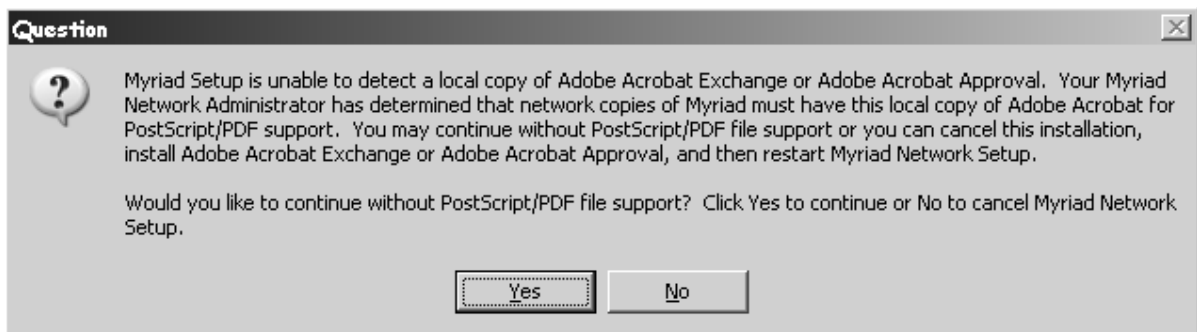 Question
Myriad Setup is unable to detect a local copy of Adobe Acrobat Exchange or Adobe Acrobat Approval.  Your Myriad
Network Administrator has determined that network copies of Myriad must have this local copy of Adobe Acrobat for
PostScript/PDF support.  You may continue without PostScript/PDF file support or you can cancel this installation,
install Adobe Acrobat Exchange or Adobe Acrobat Approval, and then restart Myriad Network Setup.
Would you like to continue without PostScript/PDF file support?  Click Yes to continue or No to cancel Myriad Network
Setup.
Yes No